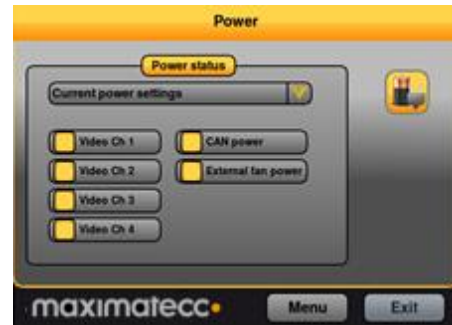 Power
Power status
Current power settings
Video Ch 1
CAN power
Video Ch 2
External fan power
Video Ch 3
Video Ch 4
maximatecc
Menu
Exit